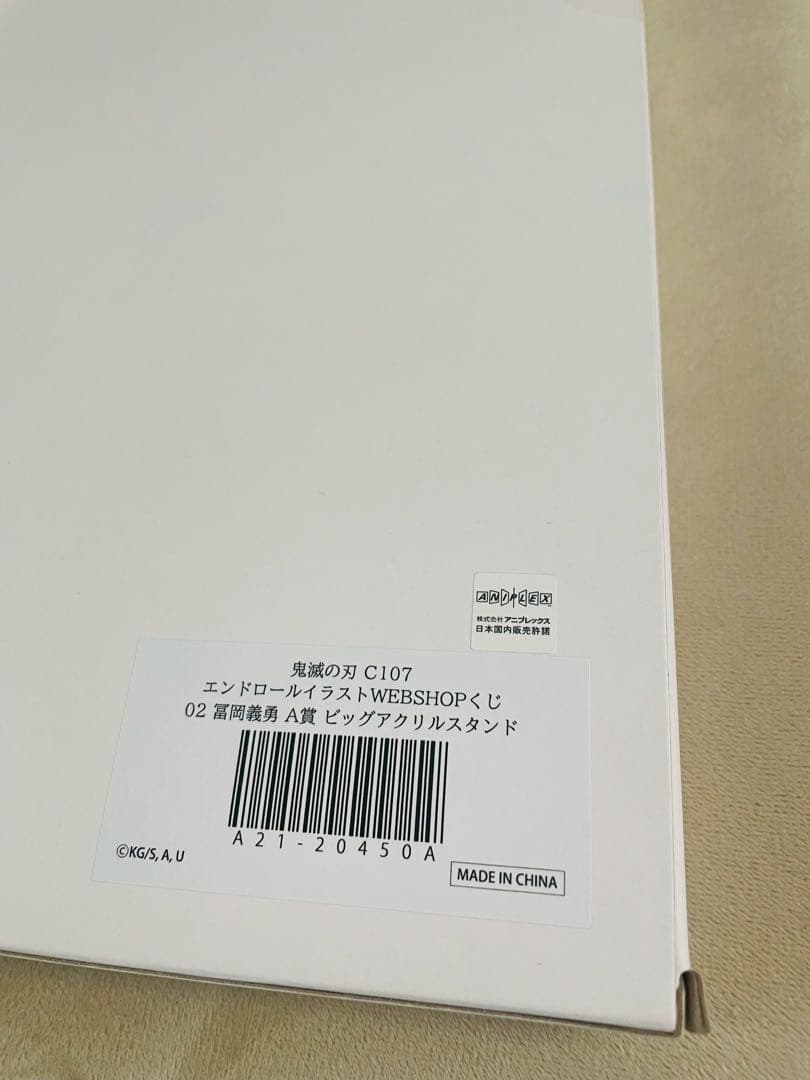 ANIPLEX
株式会社アニプレックス
日本国内販売許諾
鬼滅の刃 C107
エンドロールイラストWEBSHOPくじ
02 冨岡義勇 A賞 ビッグアクリルスタンド
A21-20450A
©KG/S, A, U
MADE IN CHINA